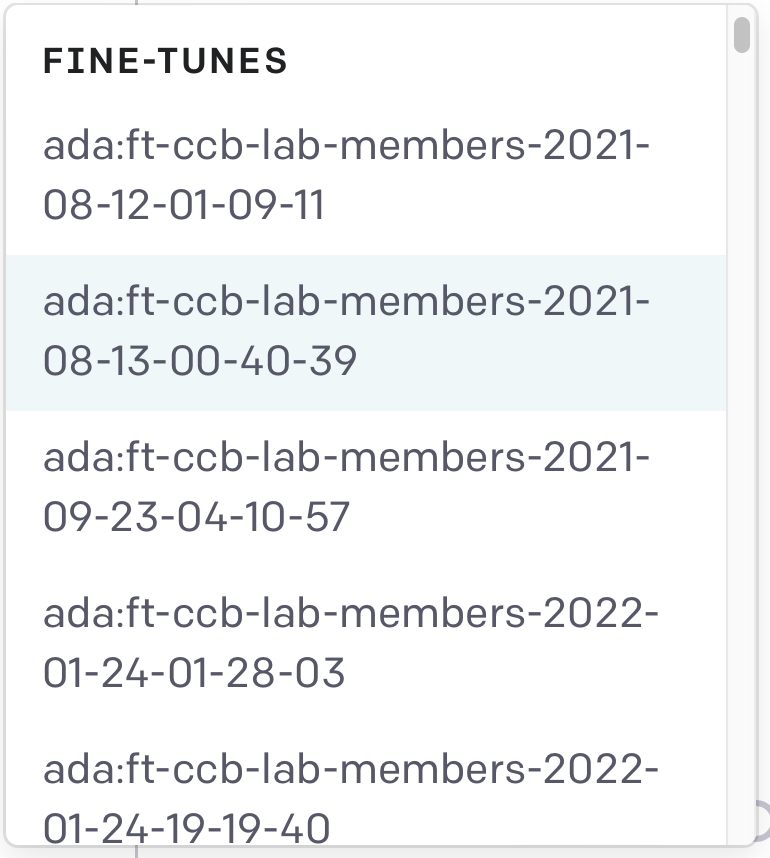 FINE-TUNES
ada:ft-ccb-lab-members-2021-
08-12-01-09-11
ada:ft-ccb-lab-members-2021-
08-13-00-40-39
ada:ft-ccb-lab-members-2021-
09-23-04-10-57
ada:ft-ccb-lab-members-2022-
01-24-01-28-03
ada:ft-ccb-lab-members-2022-
01-24-19-19-40